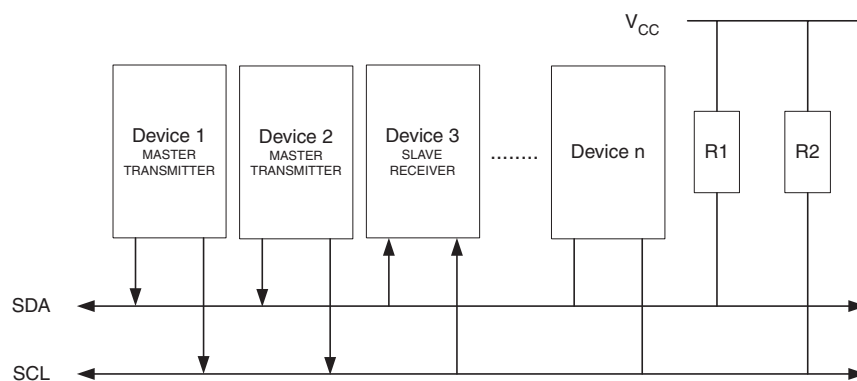 V_CC
Device 1
MASTER
TRANSMITTER
Device 2
MASTER
TRANSMITTER
Device 3
SLAVE
RECEIVER
........
Device n
R1
R2
SDA
SCL